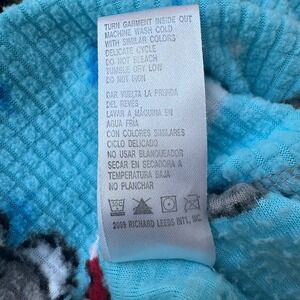 TURN GARMENT INSIDE OUT
MACHINE WASH COLD
WITH SIMILAR COLORS
DELICATE CYCLE
DO NOT BLEACH
TUMBLE DRY LOW
DO NOT IRON
DAR VUELTA LA PRENDA
DEL REVES
LAVAR A MAQUINA EN
AGUA FRIA
CON COLORES SIMILARES
CICLO DELICADO
NO USAR BLANQUEADOR
SECAR EN SECADORA A
TEMPERATURA BAJA
NO PLANCHAR
2009 RICHARD LEEDS INT'L, INC.